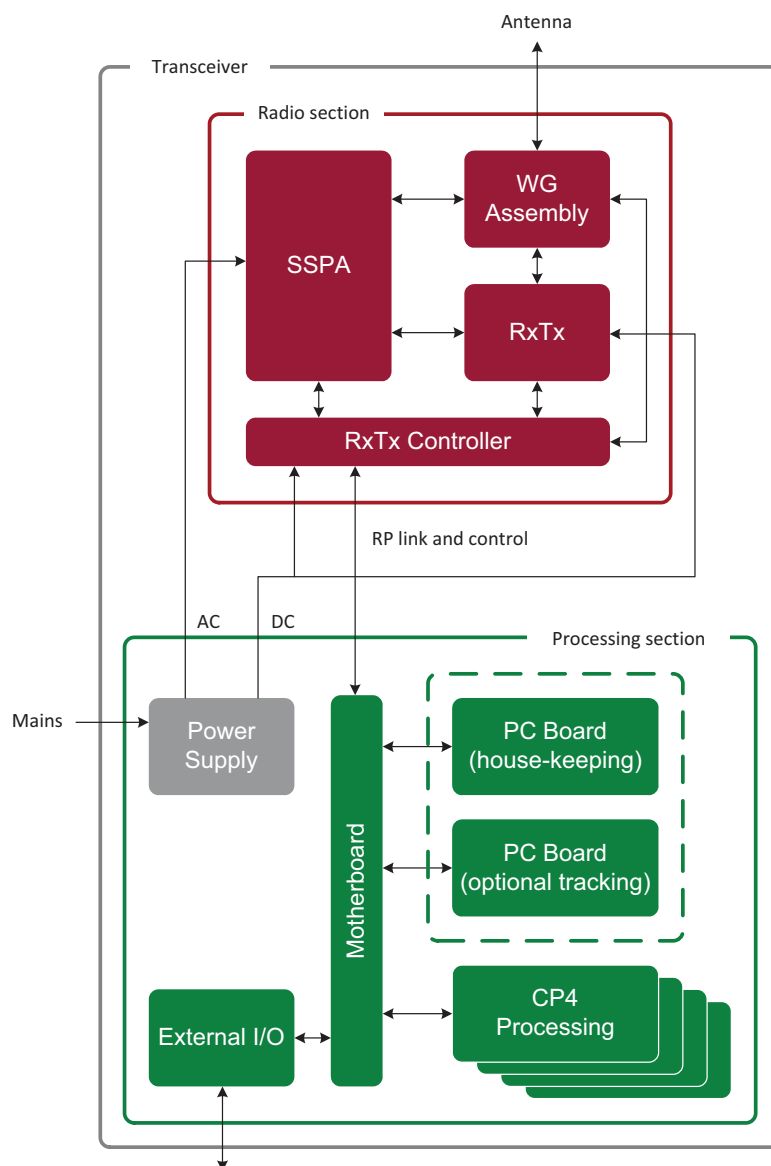 Antenna
Transceiver
Radio section
SSPA
WG
Assembly
RxTx
RxTx Controller
RP link and control
AC
DC
Processing section
Mains
Power
Supply
Motherboard
PC Board
(house-keeping)
PC Board
(optional tracking)
External I/O
CP4
Processing